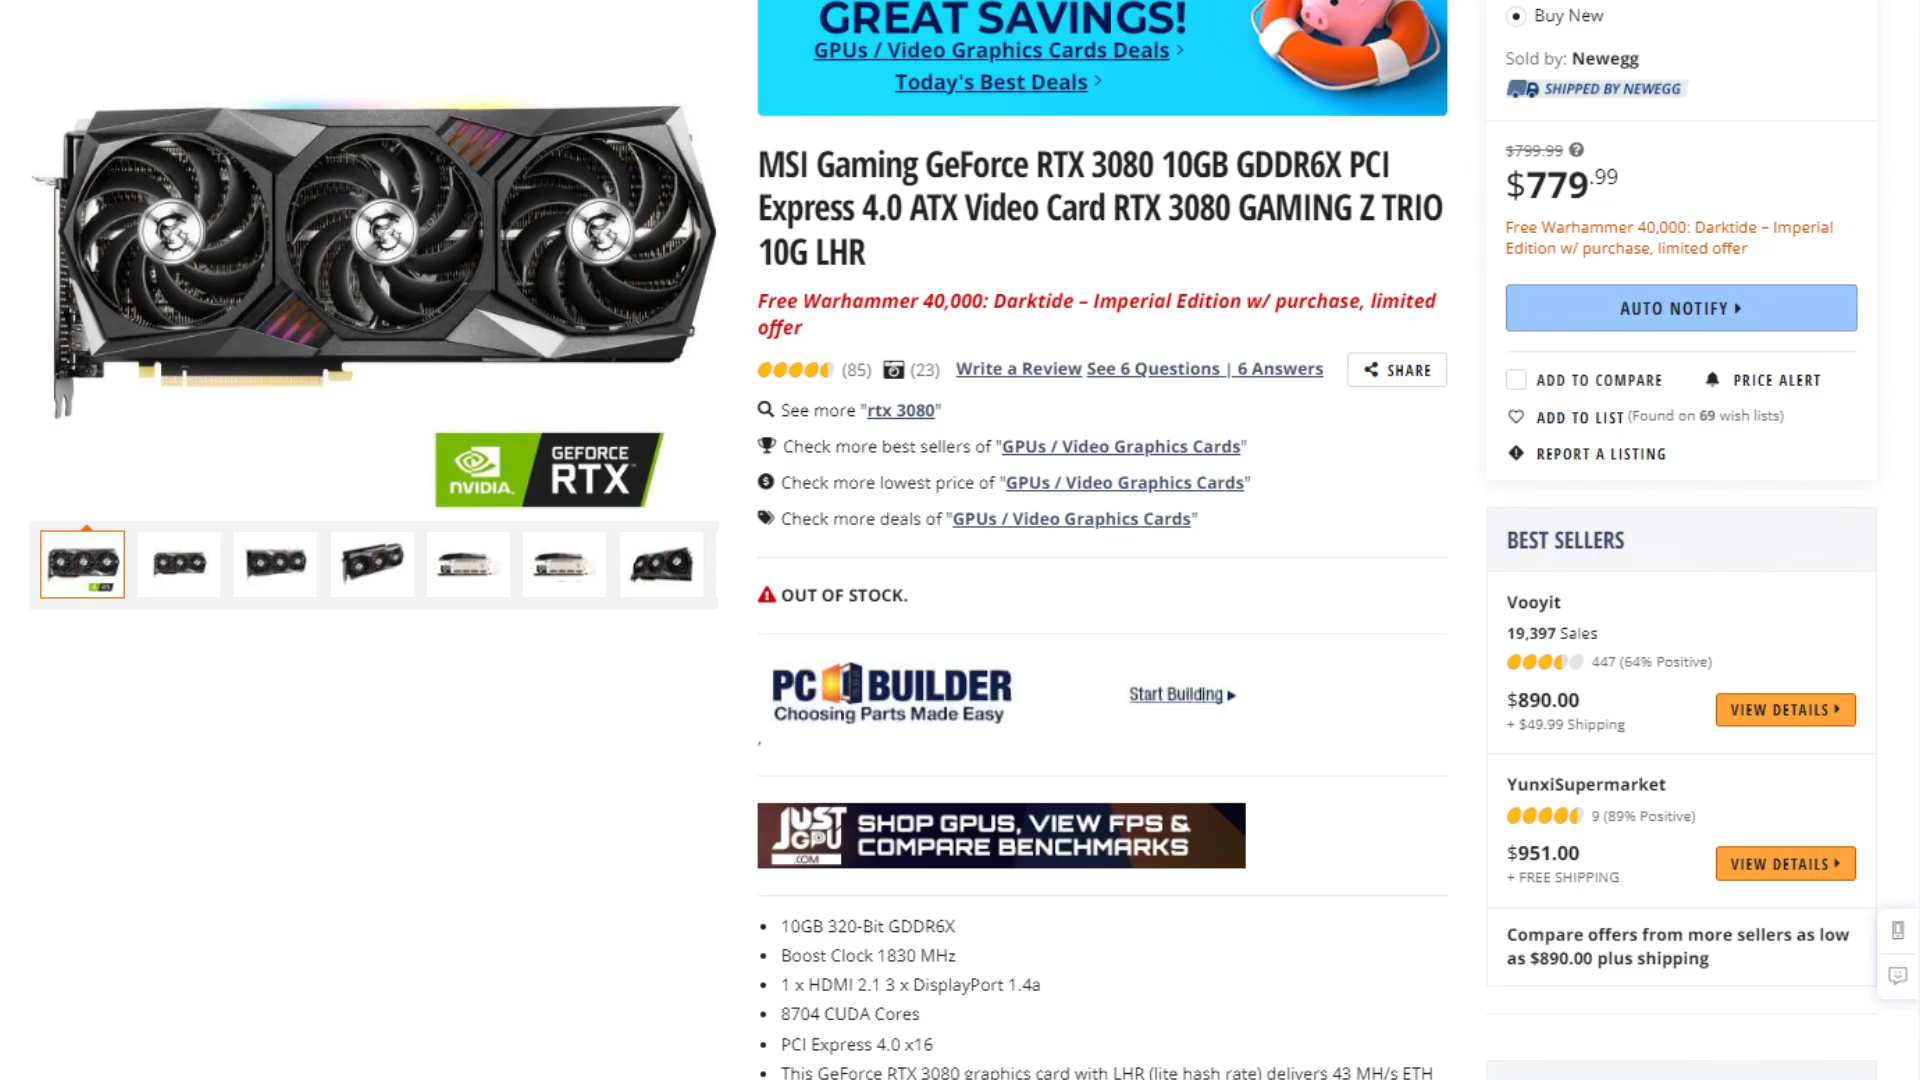 GREAT SAVINGS!
GPUs / Video Graphics Cards Deals
Today's Best Deals
MSI Gaming GeForce RTX 3080 10GB GDDR6X PCI
Express 4.0 ATX Video Card RTX 3080 GAMING Z TRIO
10G LHR
Free Warhammer 40,000: Darktide – Imperial Edition w/ purchase, limited
offer
(85) (23) Write a Review See 6 Questions | 6 Answers SHARE
See more "rtx 3080"
Check more best sellers of "GPUs / Video Graphics Cards"
Check more lowest price of "GPUs / Video Graphics Cards"
Check more deals of "GPUs / Video Graphics Cards"
NVIDIA.
GEFORCE
RTX™
OUT OF STOCK.
PC BUILDER
Choosing Parts Made Easy
Start Building
,
JUST
GPU
.COM
SHOP GPUS, VIEW FPS &
COMPARE BENCHMARKS
• 10GB 320-Bit GDDR6X
• Boost Clock 1830 MHz
• 1 x HDMI 2.1 3 x DisplayPort 1.4a
• 8704 CUDA Cores
• PCI Express 4.0 x16
• This GeForce RTX 3080 graphics card with LHR (lite hash rate) delivers 43 MH/s ETH
Buy New
Sold by: Newegg
SHIPPED BY NEWEGG
$799.99
$779.99
Free Warhammer 40,000: Darktide – Imperial
Edition w/ purchase, limited offer
AUTO NOTIFY
ADD TO COMPARE PRICE ALERT
ADD TO LIST (Found on 69 wish lists)
REPORT A LISTING
BEST SELLERS
Vooyit
19,397 Sales
447 (64% Positive)
$890.00
+ $49.99 Shipping
VIEW DETAILS
YunxiSupermarket
9 (89% Positive)
$951.00
+ FREE SHIPPING
VIEW DETAILS
Compare offers from more sellers as low
as $890.00 plus shipping